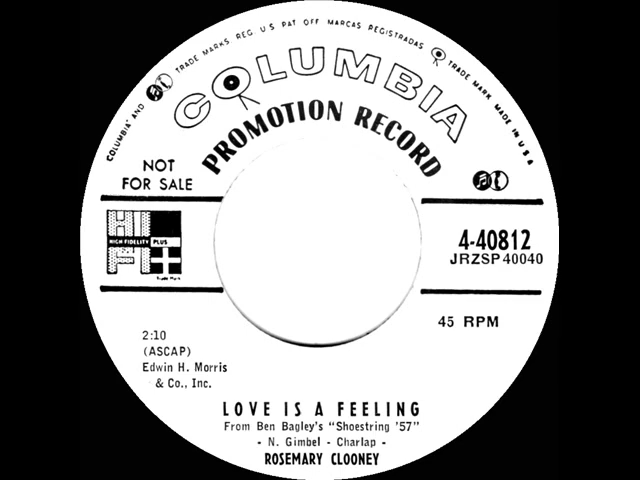 "COLUMBIA" AND TRADE MARKS REG. U S PAT OFF MARCAS REGISTRADAS TRADE MARK MADE IN U S A
COLUMBIA
PROMOTION RECORD
NOT
FOR SALE
HI
HIGH FIDELITY PLUS
FI
Trade Mark
4-40812
JRZSP 40040
45 RPM
2:10
(ASCAP)
Edwin H. Morris
& Co., Inc.
LOVE IS A FEELING
From Ben Bagley's "Shoestring '57"
- N. Gimbel - Charlap -
ROSEMARY CLOONEY